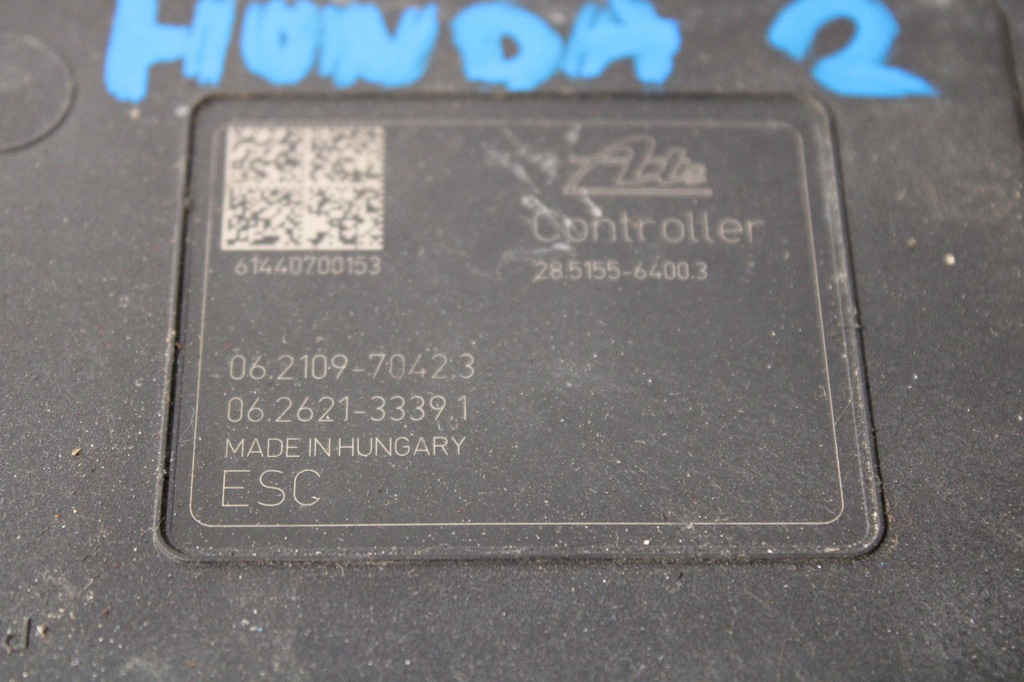 HONDA 2
Ate
Controller
61440700153
28.5155-6400.3
06.2109-7042.3
06.2621-3339.1
MADE IN HUNGARY
ESC